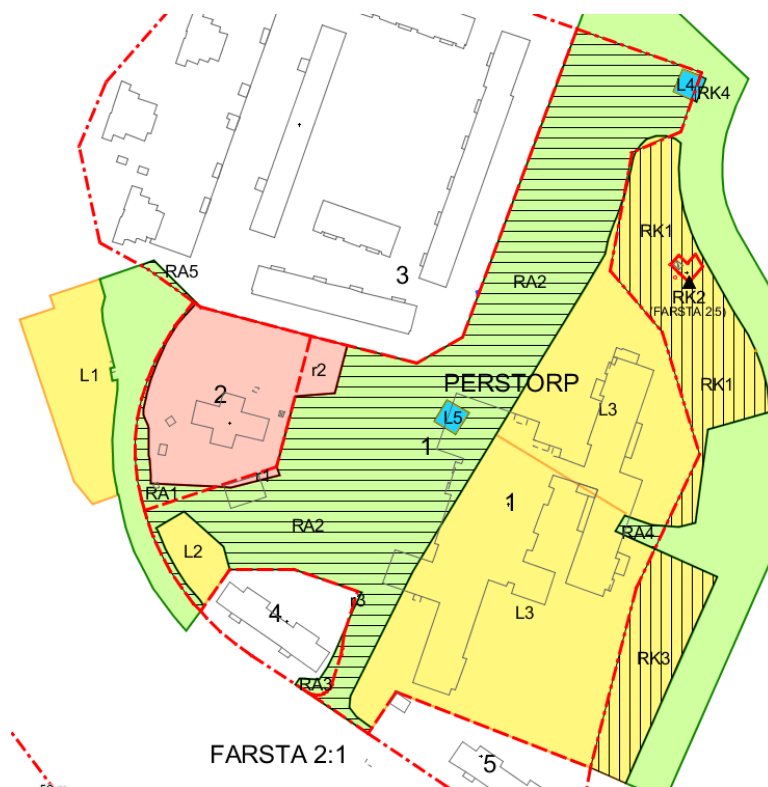 L4
RK4
RK1
RA5
3
RA2
RK2
(FARSTA 2:5)
L1
r2
PERSTORP
RK1
2
L3
L5
1
r1
RA1
1
RA2
RA4
L2
r3
4
L3
RK3
RA3
FARSTA 2:1
5